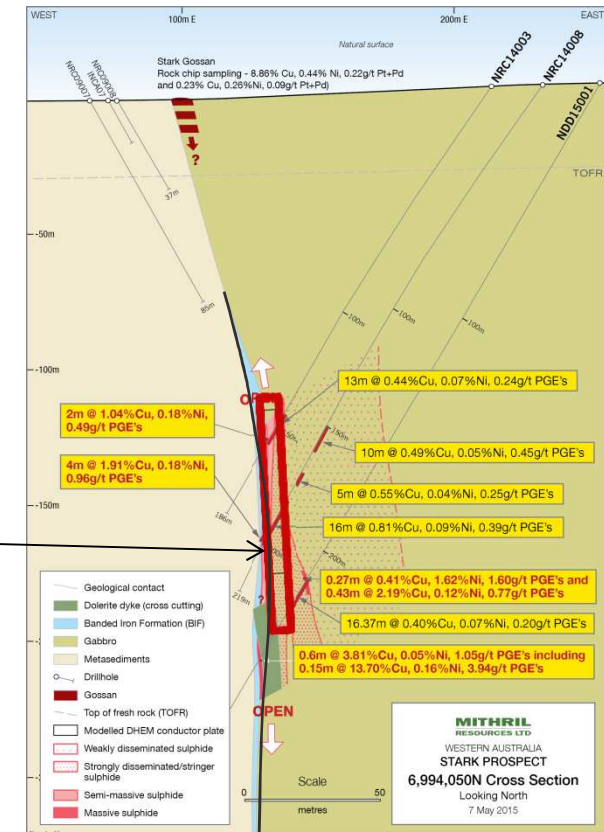 WEST
100m E
200m E
EAST
Natural surface
Stark Gossan
Rock chip sampling - 8.86% Cu, 0.44% Ni, 0.22g/t Pt+Pd
and 0.23% Cu, 0.26%Ni, 0.09g/t Pt+Pd)
NRC09007
INCA07
NRC09008
NRC14003
NRC14008
NDD15001
?
TOFR
37m
-50m
85m
-100m
-100m
-100m
-100m
OPEN
13m @ 0.44%Cu, 0.07%Ni, 0.24g/t PGE's
2m @ 1.04%Cu, 0.18%Ni,
0.49g/t PGE's
150m
150m
10m @ 0.49%Cu, 0.05%Ni, 0.45g/t PGE's
4m @ 1.91%Cu, 0.18%Ni,
0.96g/t PGE's
5m @ 0.55%Cu, 0.04%Ni, 0.25g/t PGE's
-150m
186m
16m @ 0.81%Cu, 0.09%Ni, 0.39g/t PGE's
200m
219m
?
0.27m @ 0.41%Cu, 1.62%Ni, 1.60g/t PGE's and
0.43m @ 2.19%Cu, 0.12%Ni, 0.77g/t PGE's
16.37m @ 0.40%Cu, 0.07%Ni, 0.20g/t PGE's
0.6m @ 3.81%Cu, 0.05%Ni, 1.05g/t PGE's including
0.15m @ 13.70%Cu, 0.16%Ni, 3.94g/t PGE's
OPEN
Geological contact
Dolerite dyke (cross cutting)
Banded Iron Formation (BIF)
Gabbro
Metasediments
Drillhole
Gossan
Top of fresh rock (TOFR)
Modelled DHEM conductor plate
Weakly disseminated sulphide
Strongly disseminated/stringer
sulphide
Semi-massive sulphide
Massive sulphide
Scale
0
50
metres
MITHRIL
RESOURCES LTD
WESTERN AUSTRALIA
STARK PROSPECT
6,994,050N Cross Section
Looking North
7 May 2015